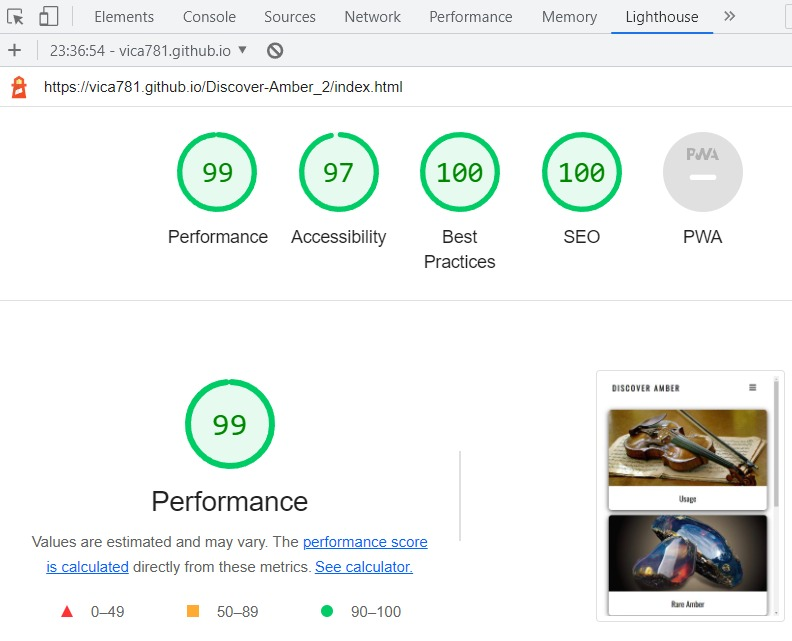 Elements Console Sources Network Performance Memory Lighthouse »
+ 23:36:54 - vica781.github.io ▼
https://vica781.github.io/Discover-Amber_2/index.html
99 97 100 100 PWA
Performance Accessibility Best Practices SEO PWA
99
Performance
Values are estimated and may vary. The performance score
is calculated directly from these metrics. See calculator.
0–49 50–89 90–100
DISCOVER AMBER
Usage
Rare Amber